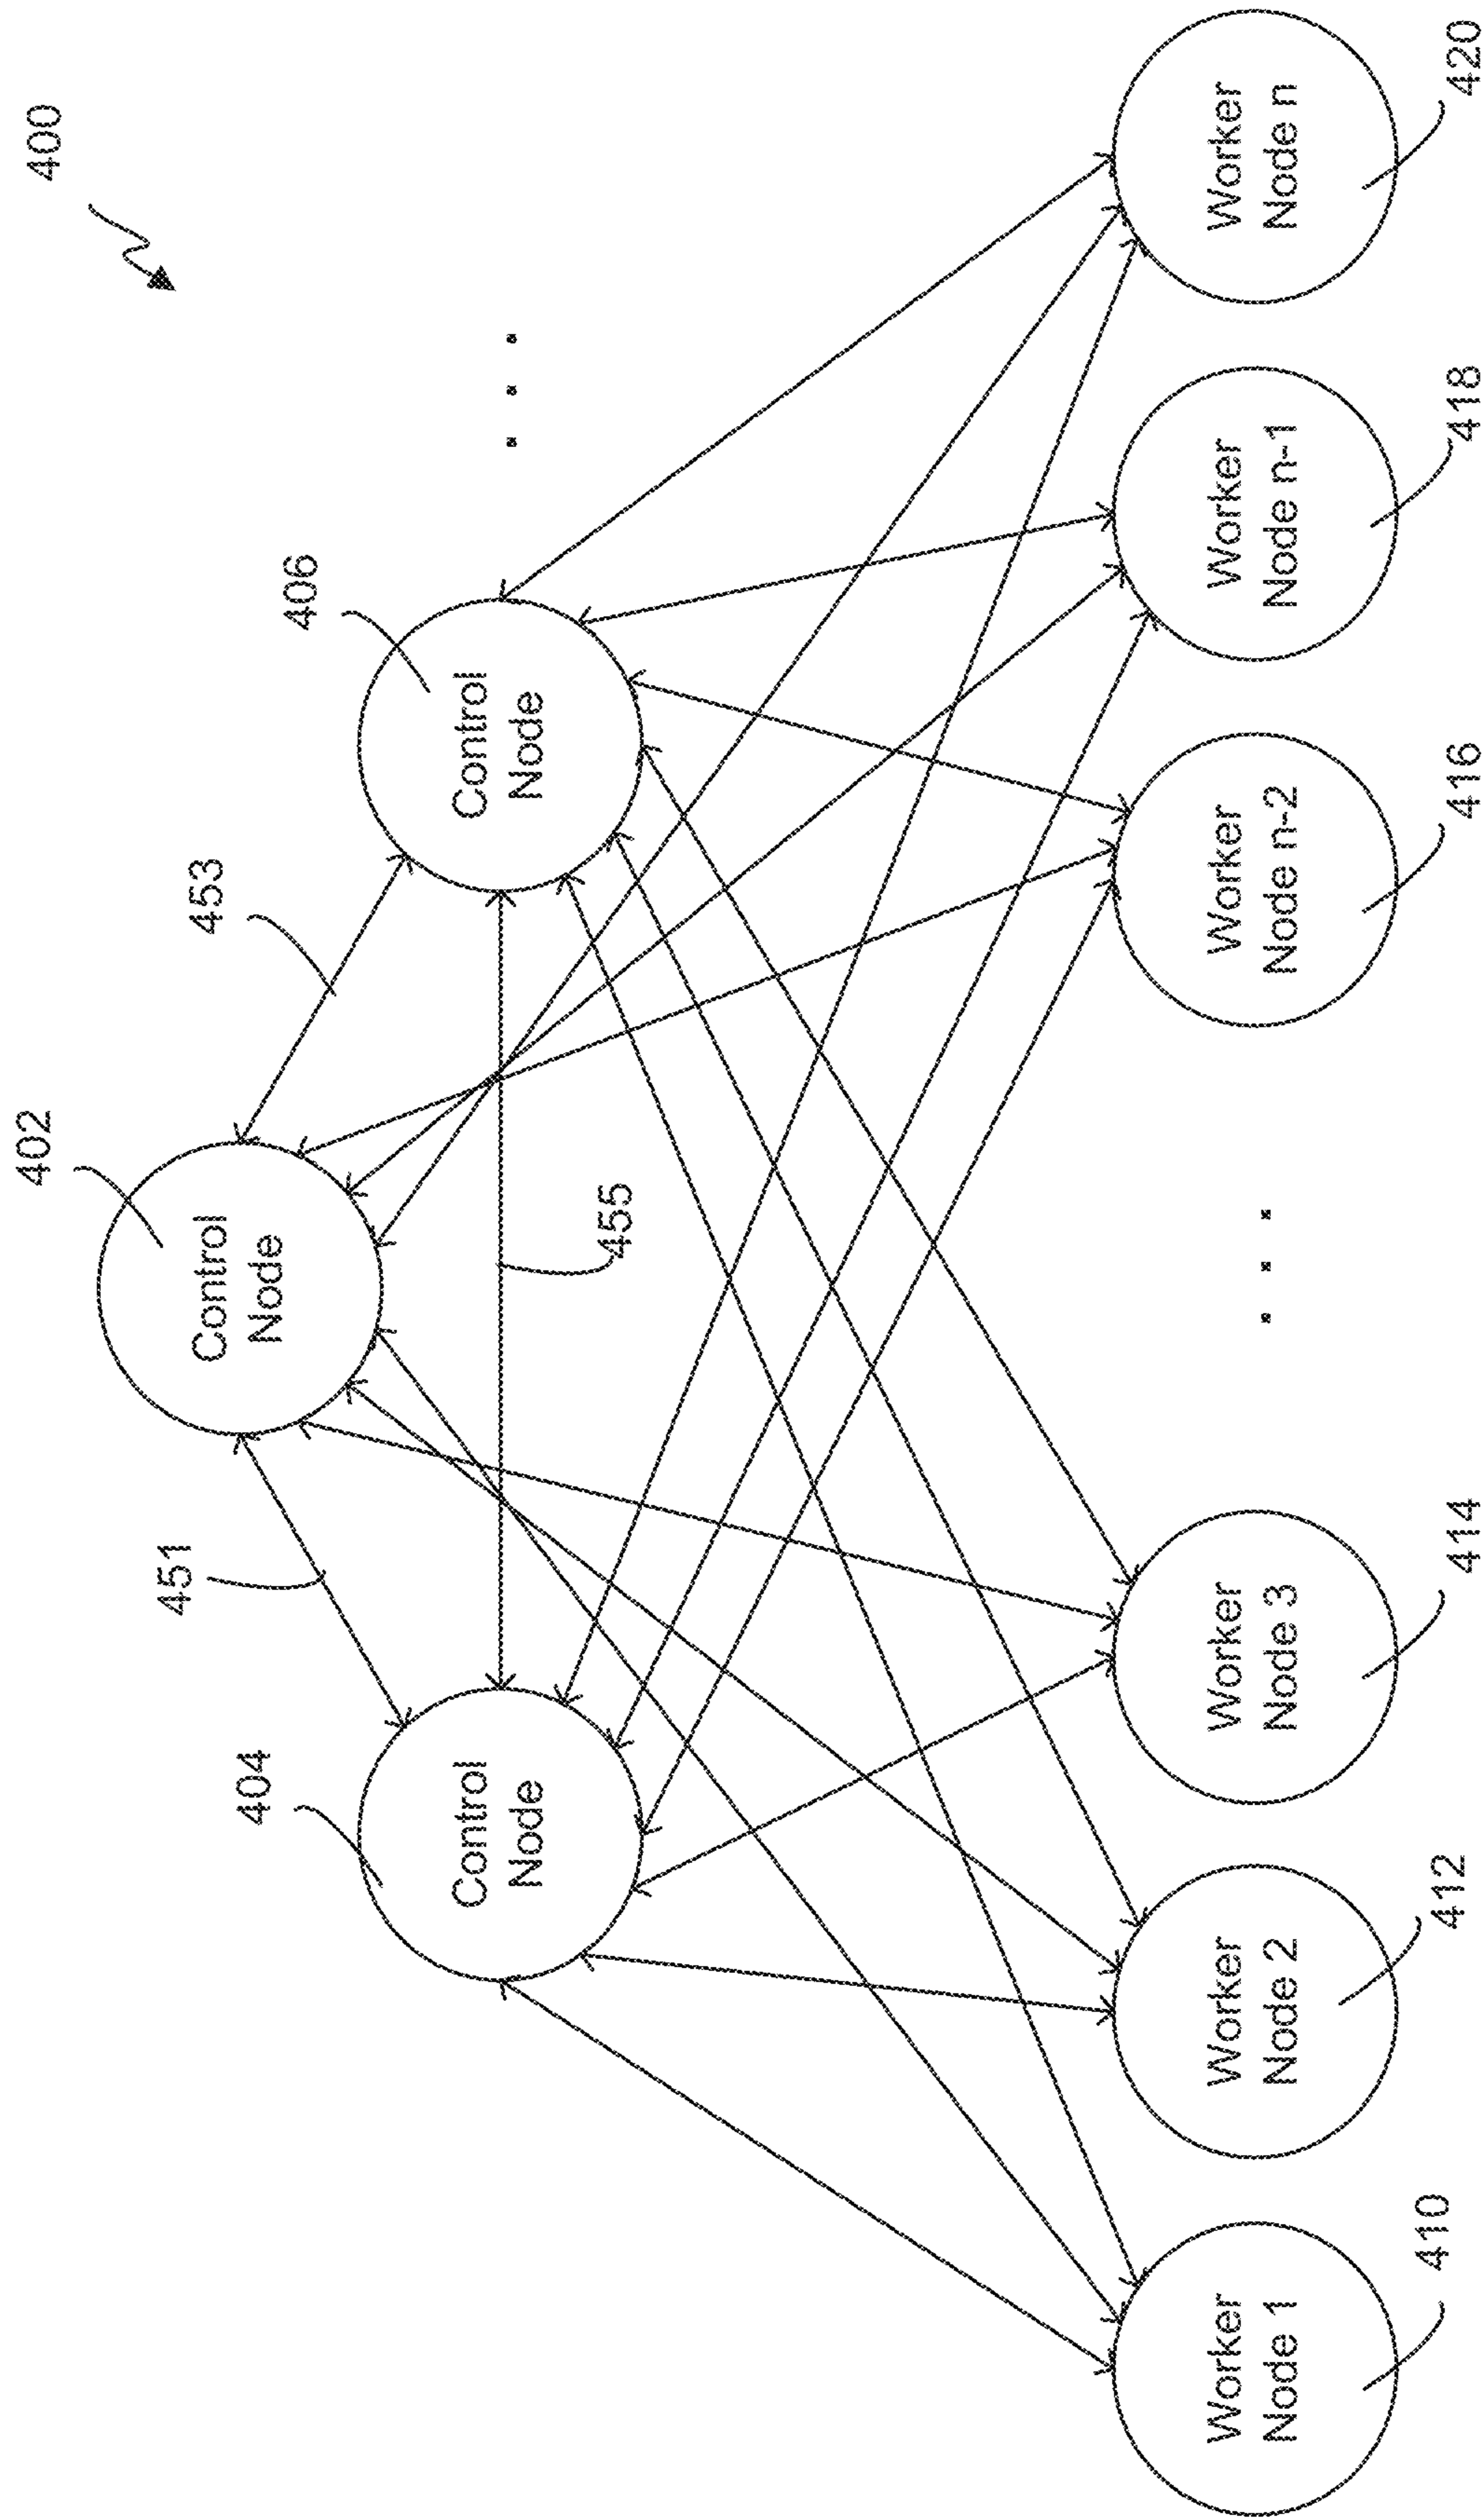 400
402
Control
Node
451
453
404
Control
Node
406
Control
Node
455
. . .
. . .
Worker
Node 1
Worker
Node 2
Worker
Node 3
Worker
Node n-2
Worker
Node n-1
Worker
Node n
410
412
414
416
418
420